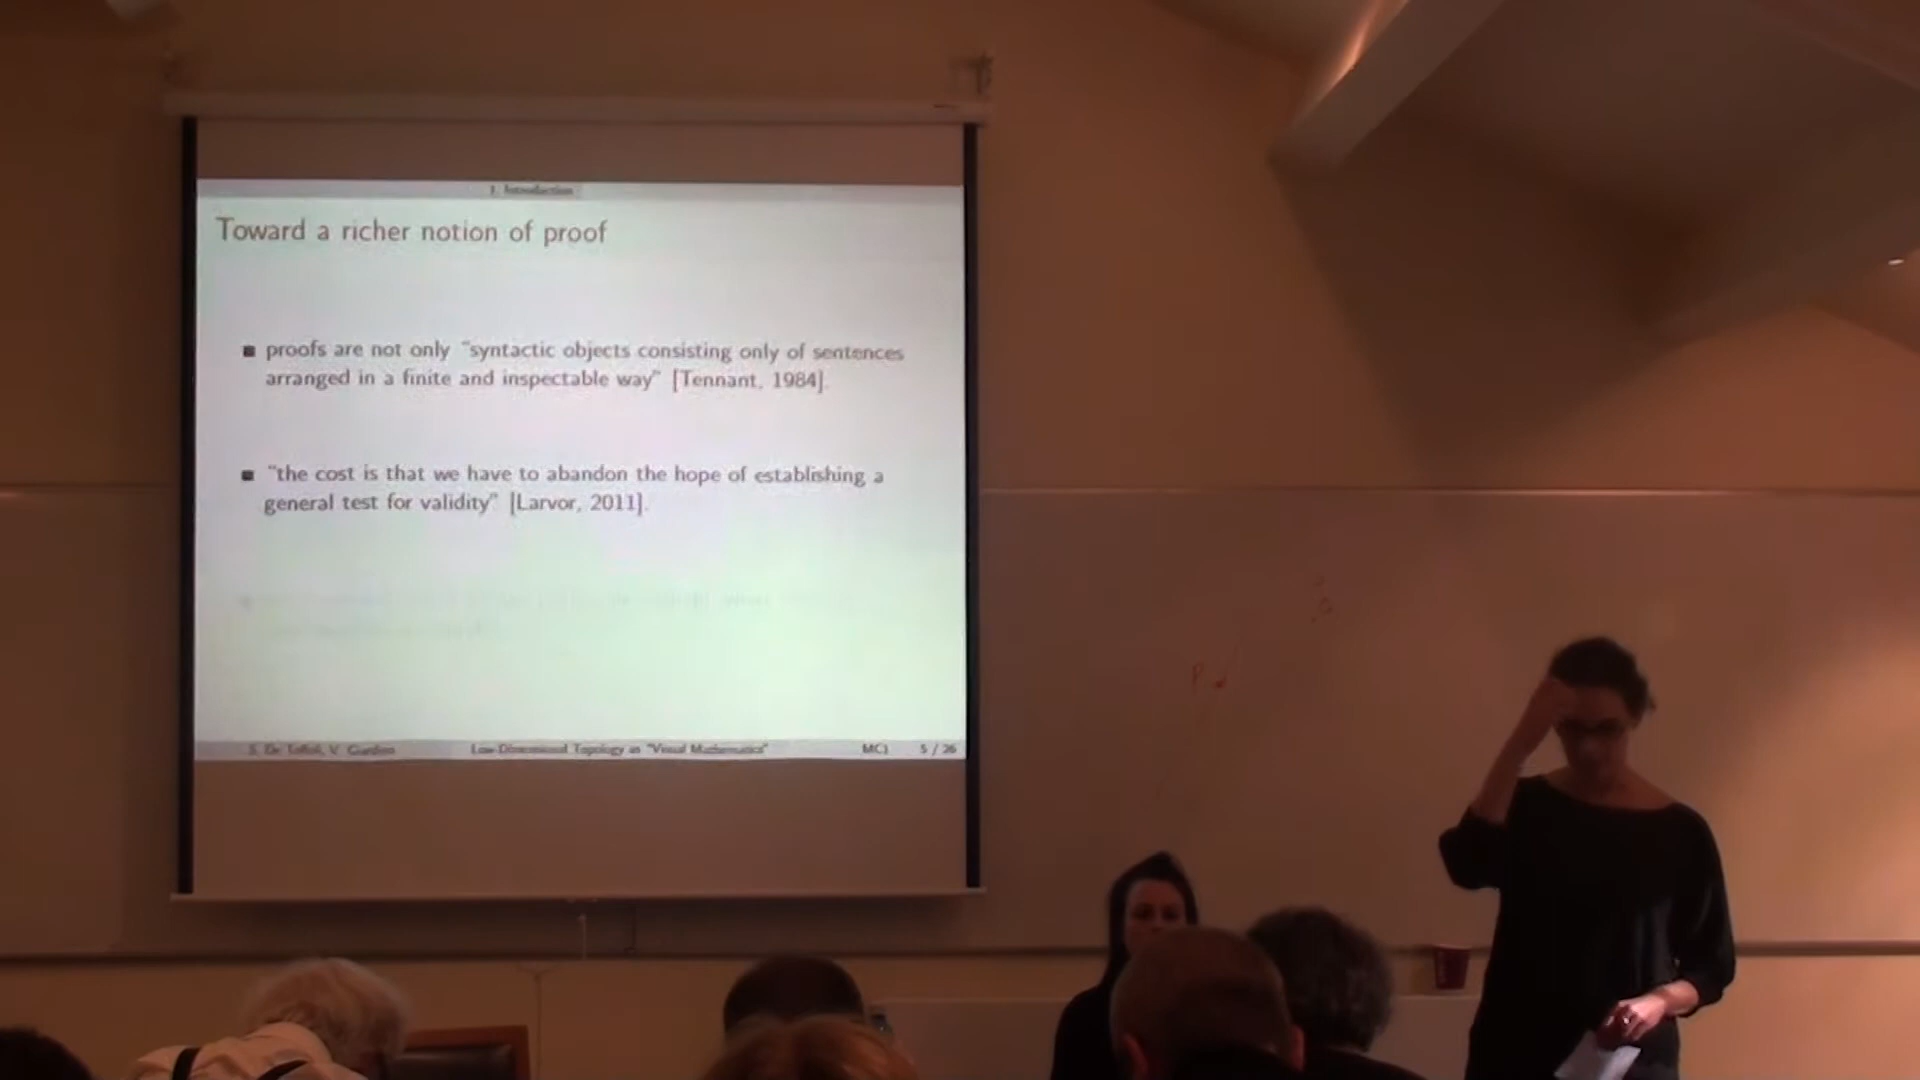 1. Introduction
Toward a richer notion of proof
■ proofs are not only "syntactic objects consisting only of sentences
arranged in a finite and inspectable way" [Tennant, 1984].
■ "the cost is that we have to abandon the hope of establishing a
general test for validity" [Larvor, 2011].
Low-Dimensional Topology as "Visual Mathematics"
5 / 26